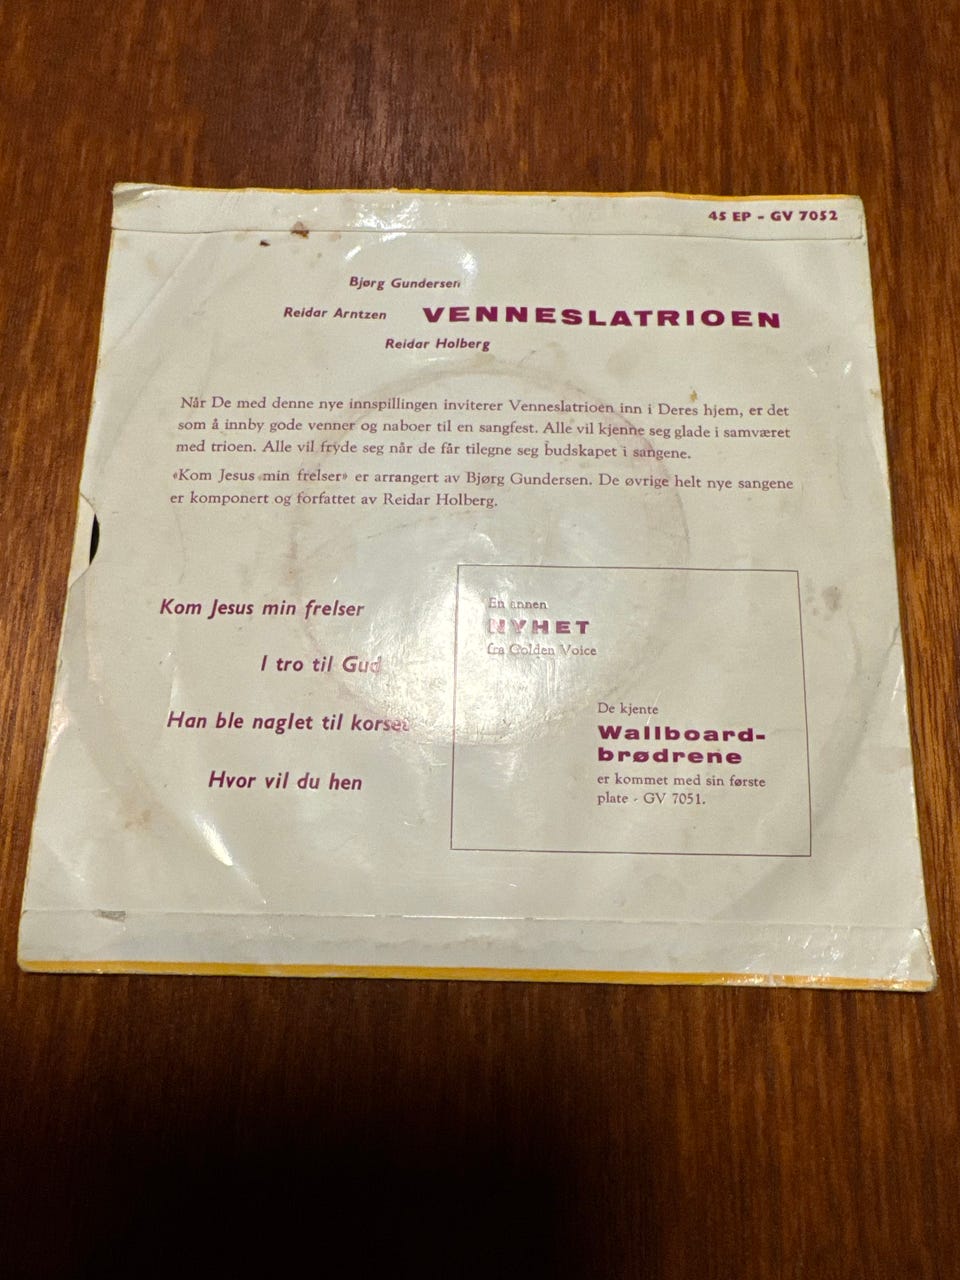 45 EP - GV 7052
Bjørg Gundersen
Reidar Arntzen VENNESLATRIOEN
Reidar Holberg
Når De med denne nye innspillingen inviterer Venneslatrioen inn i Deres hjem, er det
som å innby gode venner og naboer til en sangfest. Alle vil kjenne seg glade i samværet
med trioen. Alle vil fryde seg når de får tilegne seg budskapet i sangene.
«Kom Jesus min frelser» er arrangert av Bjørg Gundersen. De øvrige helt nye sangene
er komponert og forfattet av Reidar Holberg.
Kom Jesus min frelser
I tro til Gud
Han ble naglet til korset
Hvor vil du hen
En annen
NYHET
fra Golden Voice
De kjente
Wallboard-
brødrene
er kommet med sin første
plate - GV 7051.